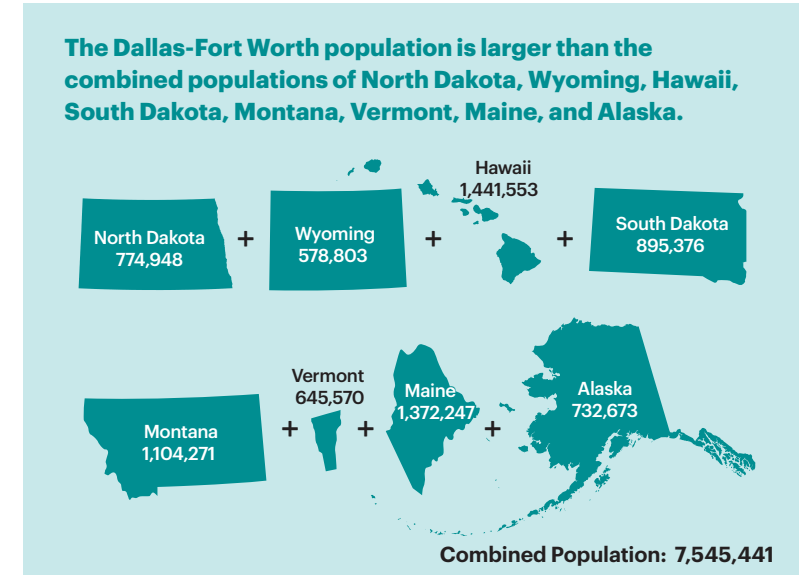 The Dallas-Fort Worth population is larger than the
combined populations of North Dakota, Wyoming, Hawaii,
South Dakota, Montana, Vermont, Maine, and Alaska.
North Dakota
774,948
+
Wyoming
578,803
+
Hawaii
1,441,553
+
South Dakota
895,376
Montana
1,104,271
+
Vermont
645,570
+
Maine
1,372,247
+
Alaska
732,673
Combined Population: 7,545,441